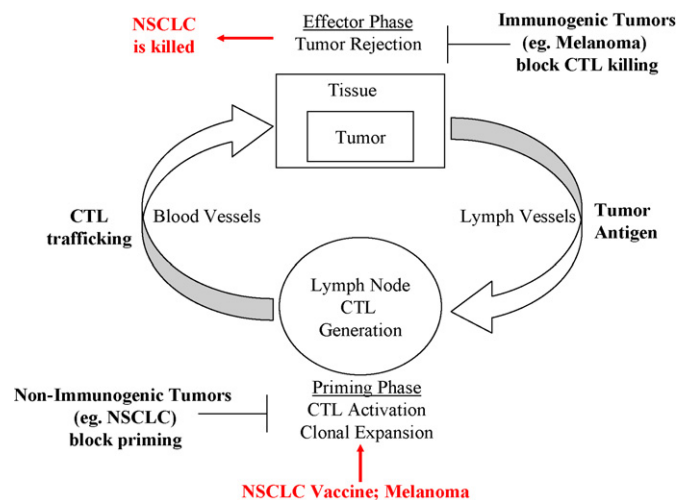 NSCLC
is killed
Effector Phase
Tumor Rejection
Immunogenic Tumors
(eg. Melanoma)
block CTL killing
Tissue
Tumor
CTL
trafficking
Blood Vessels
Lymph Vessels
Tumor
Antigen
Lymph Node
CTL
Generation
Non-Immunogenic Tumors
(eg. NSCLC)
block priming
Priming Phase
CTL Activation
Clonal Expansion
NSCLC Vaccine; Melanoma